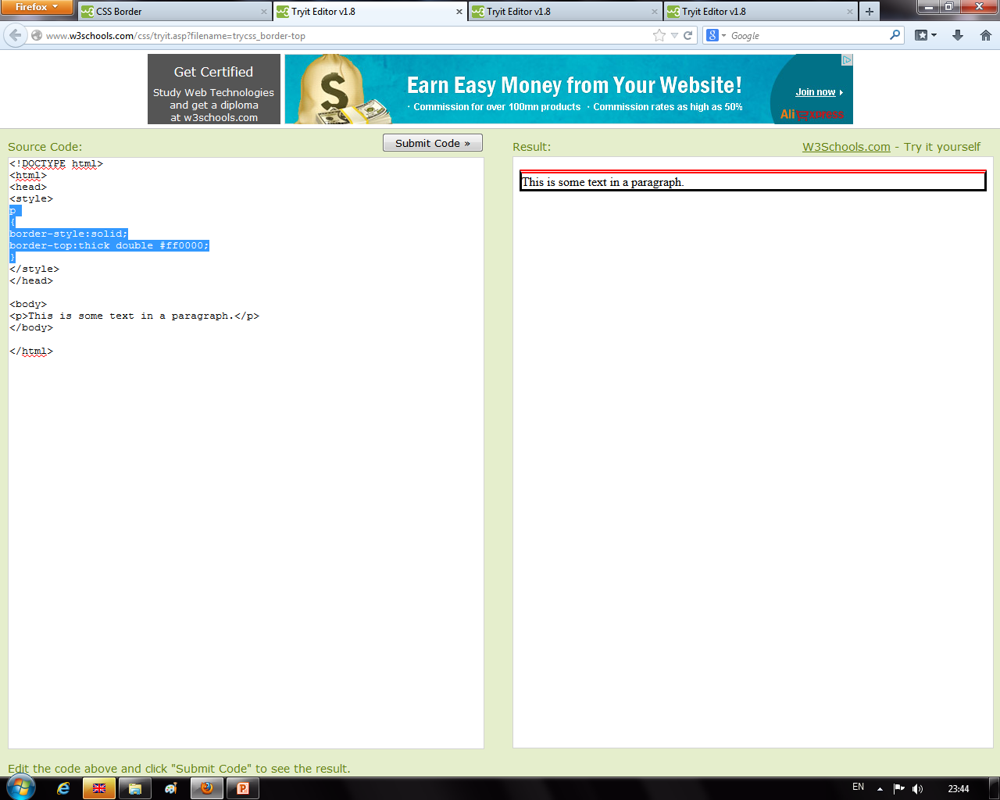 Firefox
CSS Border
Tryit Editor v1.8
Tryit Editor v1.8
Tryit Editor v1.8
www.w3schools.com/css/tryit.asp?filename=trycss_border-top
Google
Get Certified
Study Web Technologies
and get a diploma
at w3schools.com
Earn Easy Money from Your Website!
· Commission for over 100mn products · Commission rates as high as 50%
Join now
AliExpress
Source Code:
Submit Code »
Result:
W3Schools.com - Try it yourself
<!DOCTYPE html>
<html>
<head>
<style>
p
{
border-style:solid;
border-top:thick double #ff0000;
}
</style>
</head>
<body>
<p>This is some text in a paragraph.</p>
</body>
</html>
This is some text in a paragraph.
Edit the code above and click "Submit Code" to see the result.
EN
23:44